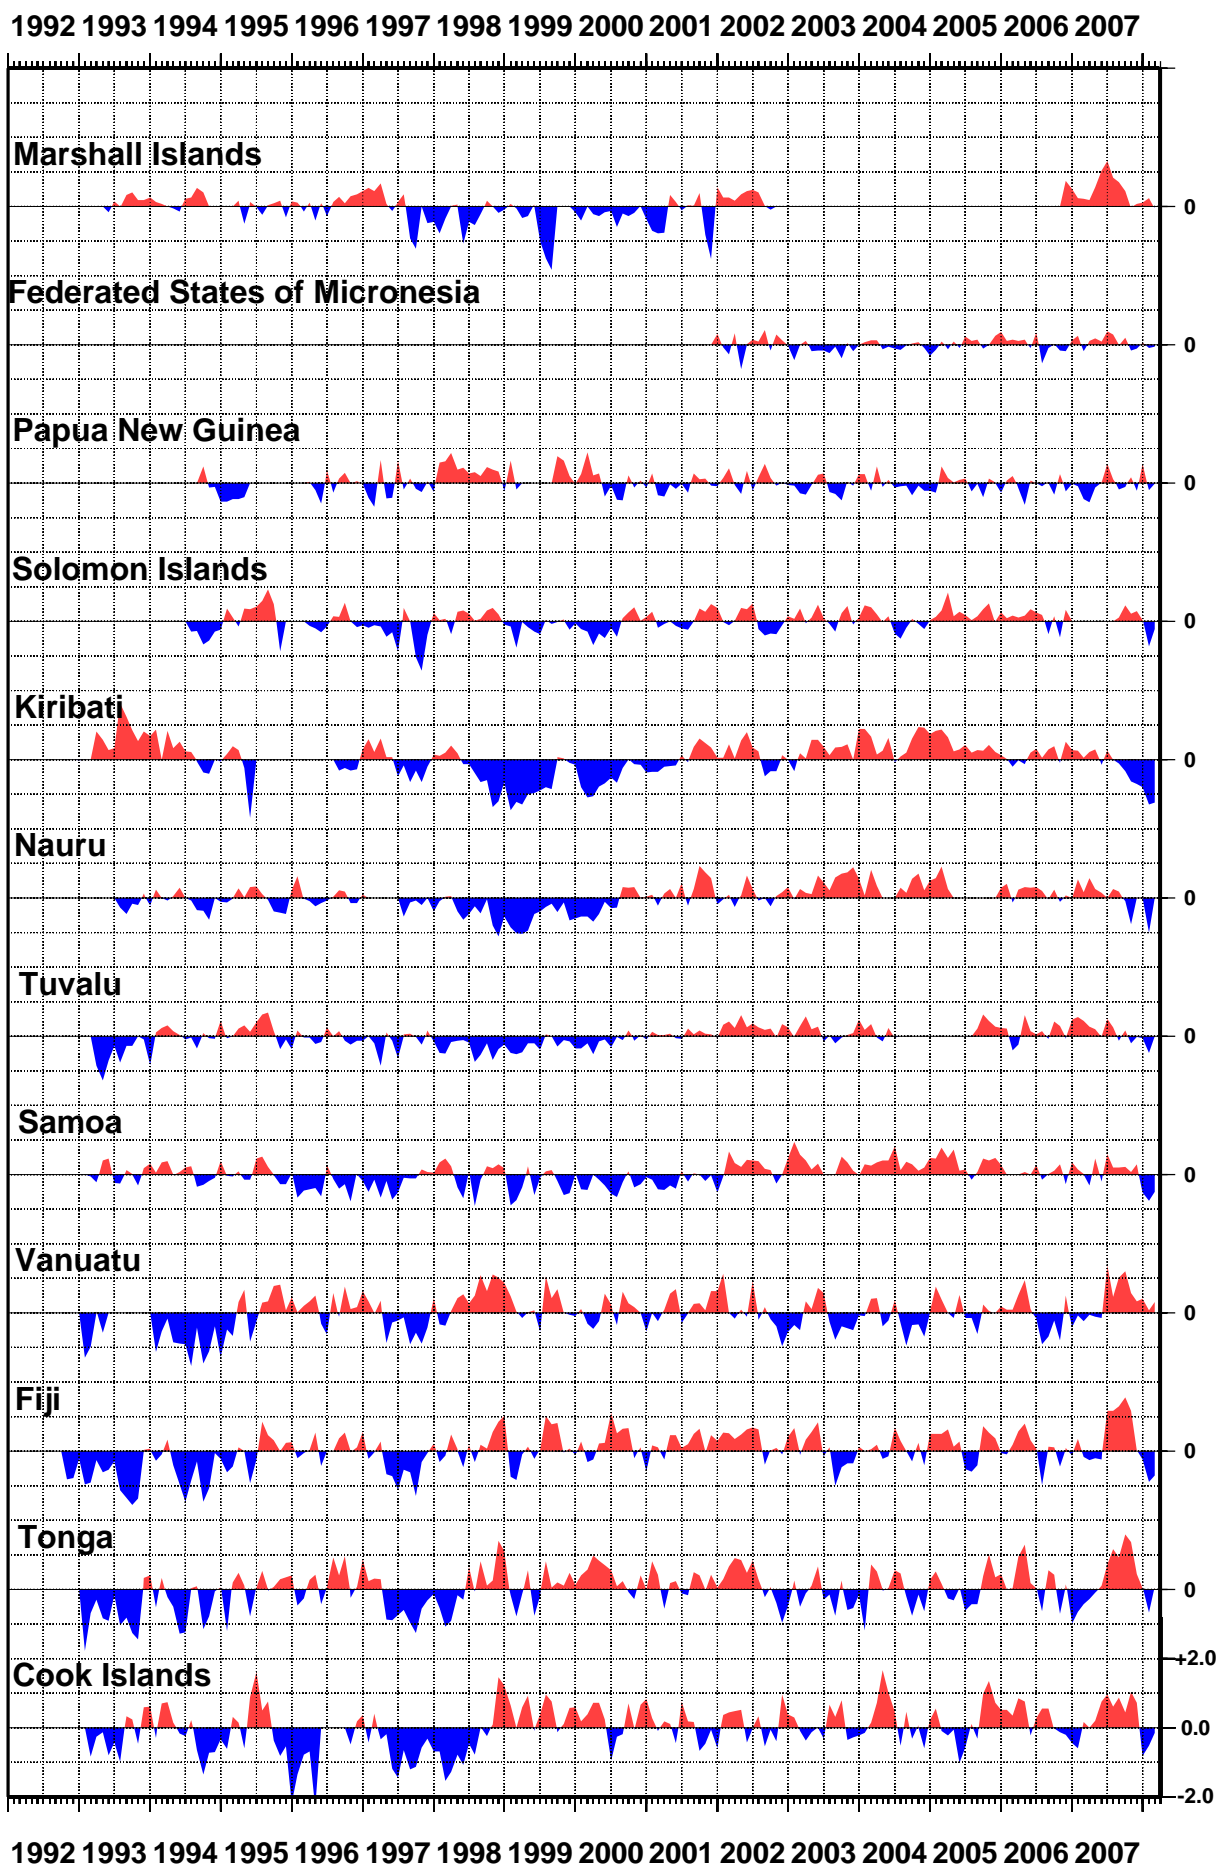 1992 1993 1994 1995 1996 1997 1998 1999 2000 2001 2002 2003 2004 2005 2006 2007
Marshall Islands
0
Federated States of Micronesia
0
Papua New Guinea
0
Solomon Islands
0
Kiribati
0
Nauru
0
Tuvalu
0
Samoa
0
Vanuatu
0
Fiji
0
Tonga
0
+2.0
Cook Islands
0.0
-2.0
1992 1993 1994 1995 1996 1997 1998 1999 2000 2001 2002 2003 2004 2005 2006 2007